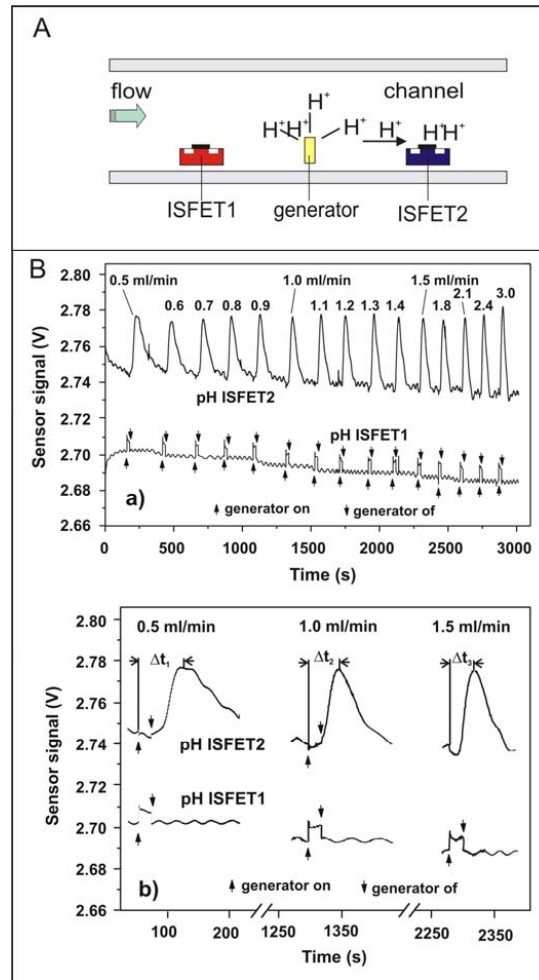 A
flow
channel
H+
H+H+
H+
H+
H+H+
ISFET1
generator
ISFET2
B
2.80
2.78
2.76
2.74
2.72
2.70
2.68
2.66
Sensor signal (V)
0.5 ml/min
0.6
0.7
0.8
0.9
1.0 ml/min
1.1
1.2
1.3
1.4
1.5 ml/min
1.8
2.1
2.4
3.0
pH ISFET2
pH ISFET1
a)
generator on
generator of
0
500
1000
1500
2000
2500
3000
Time (s)
2.80
2.78
2.76
2.74
2.72
2.70
2.68
2.66
Sensor signal (V)
0.5 ml/min
1.0 ml/min
1.5 ml/min
Δt1
Δt2
Δt3
pH ISFET2
pH ISFET1
b)
generator on
generator of
100
200
1250
1350
2250
2350
Time (s)